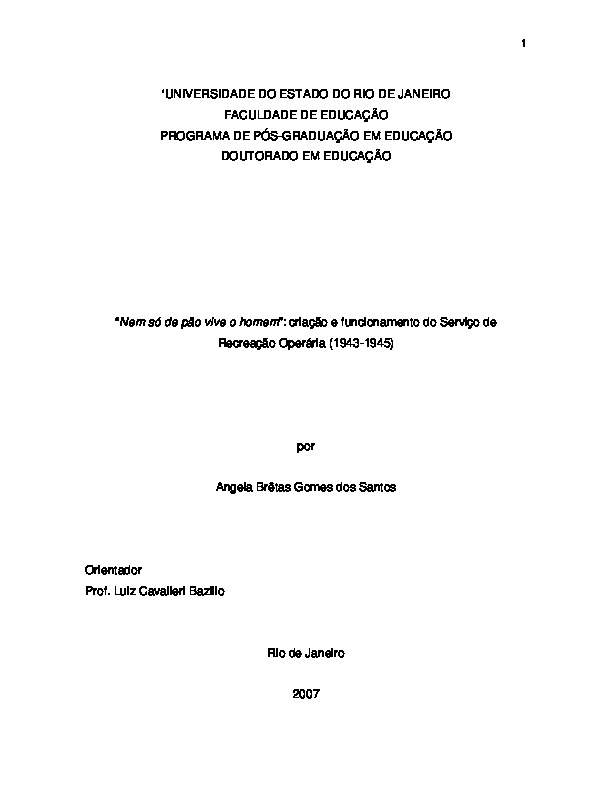 1
‘UNIVERSIDADE DO ESTADO DO RIO DE JANEIRO
FACULDADE DE EDUCAÇÃO
PROGRAMA DE PÓS-GRADUAÇÃO EM EDUCAÇÃO
DOUTORADO EM EDUCAÇÃO
“Nem só de pão vive o homem”: criação e funcionamento do Serviço de
Recreação Operária (1943-1945)
por
Angela Brêtas Gomes dos Santos
Orientador
Prof. Luiz Cavalieri Bazílio
Rio de Janeiro
2007